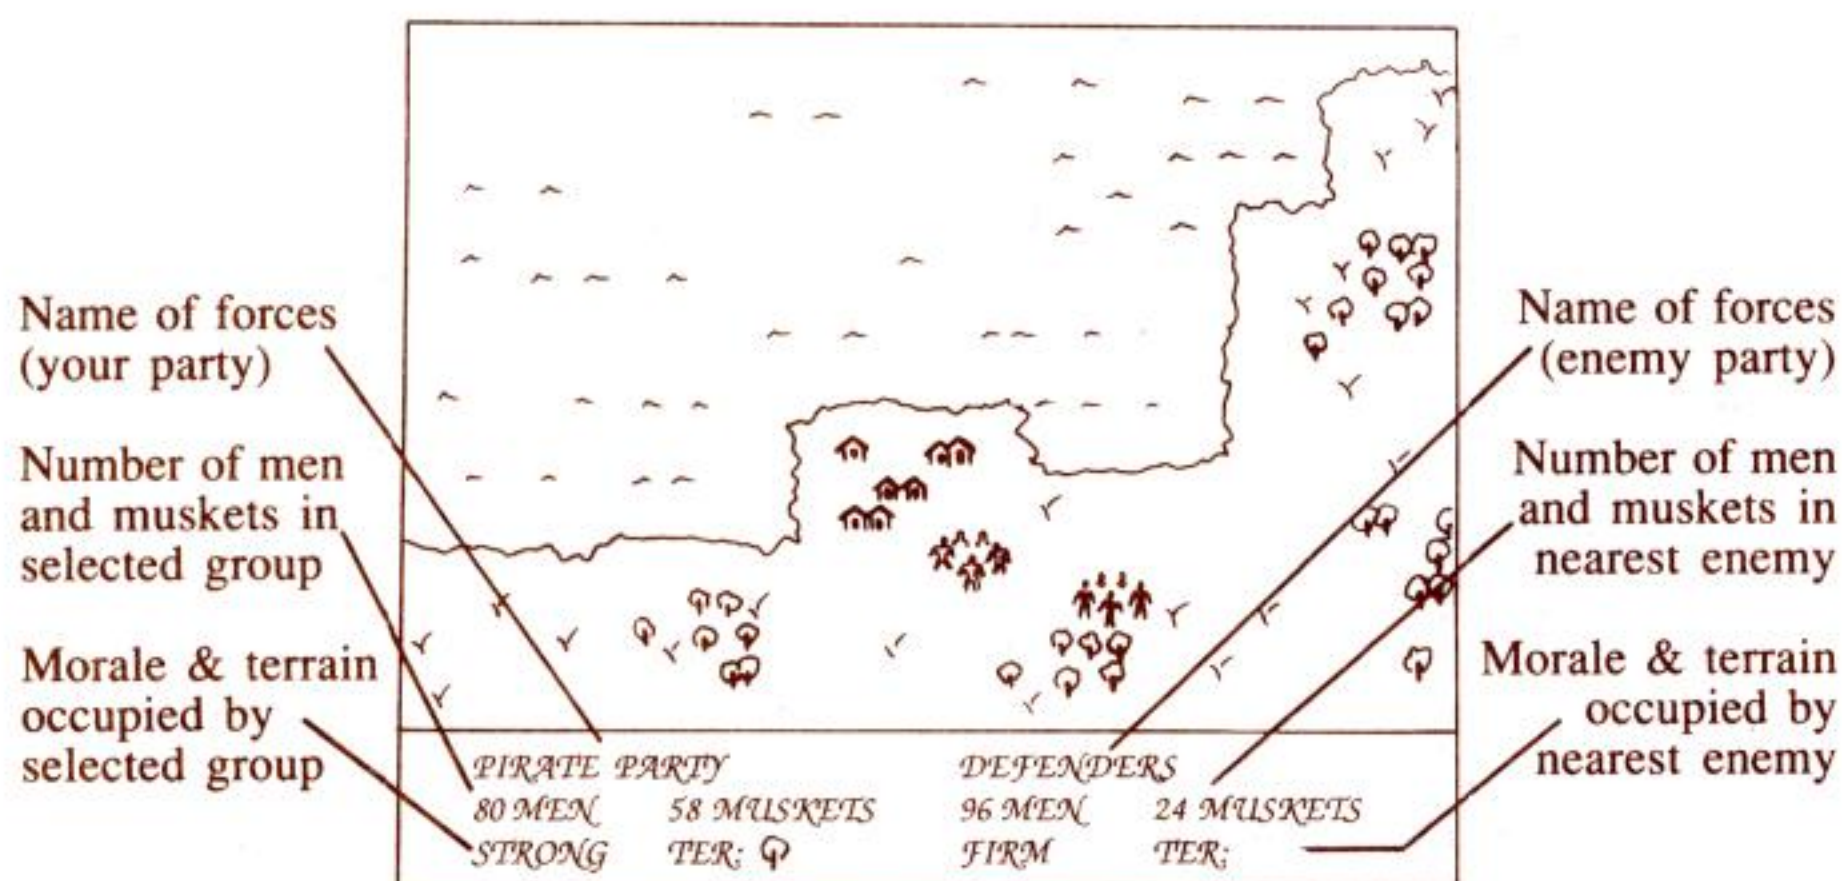 Name of forces
(your party)
Number of men
and muskets in
selected group
Morale & terrain
occupied by
selected group
PIRATE PARTY
80 MEN 58 MUSKETS
STRONG TER:
DEFENDERS
96 MEN 24 MUSKETS
FIRM TER:
Name of forces
(enemy party)
Number of men
and muskets in
nearest enemy
Morale & terrain
occupied by
nearest enemy